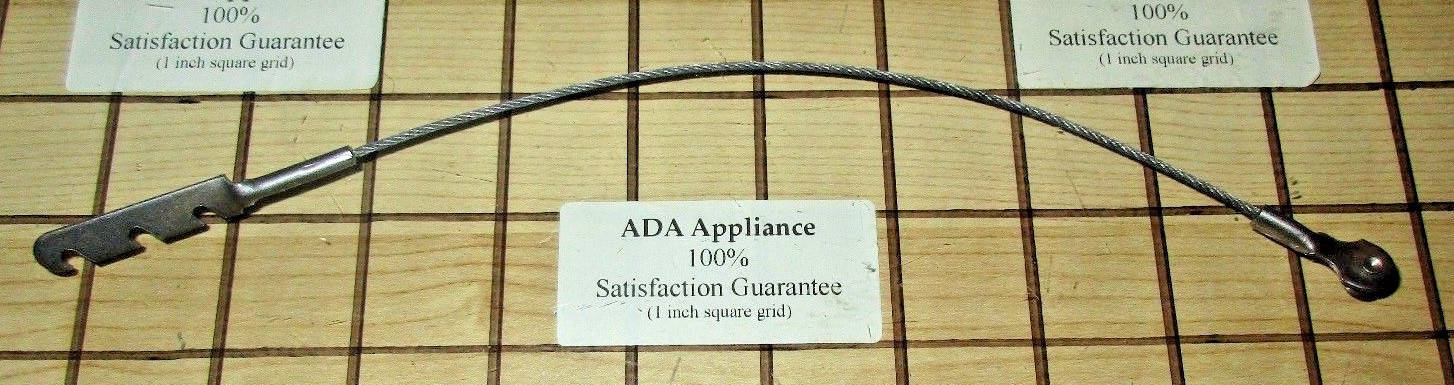 100%
Satisfaction Guarantee
(1 inch square grid)
100%
Satisfaction Guarantee
(1 inch square grid)
ADA Appliance
100%
Satisfaction Guarantee
(1 inch square grid)